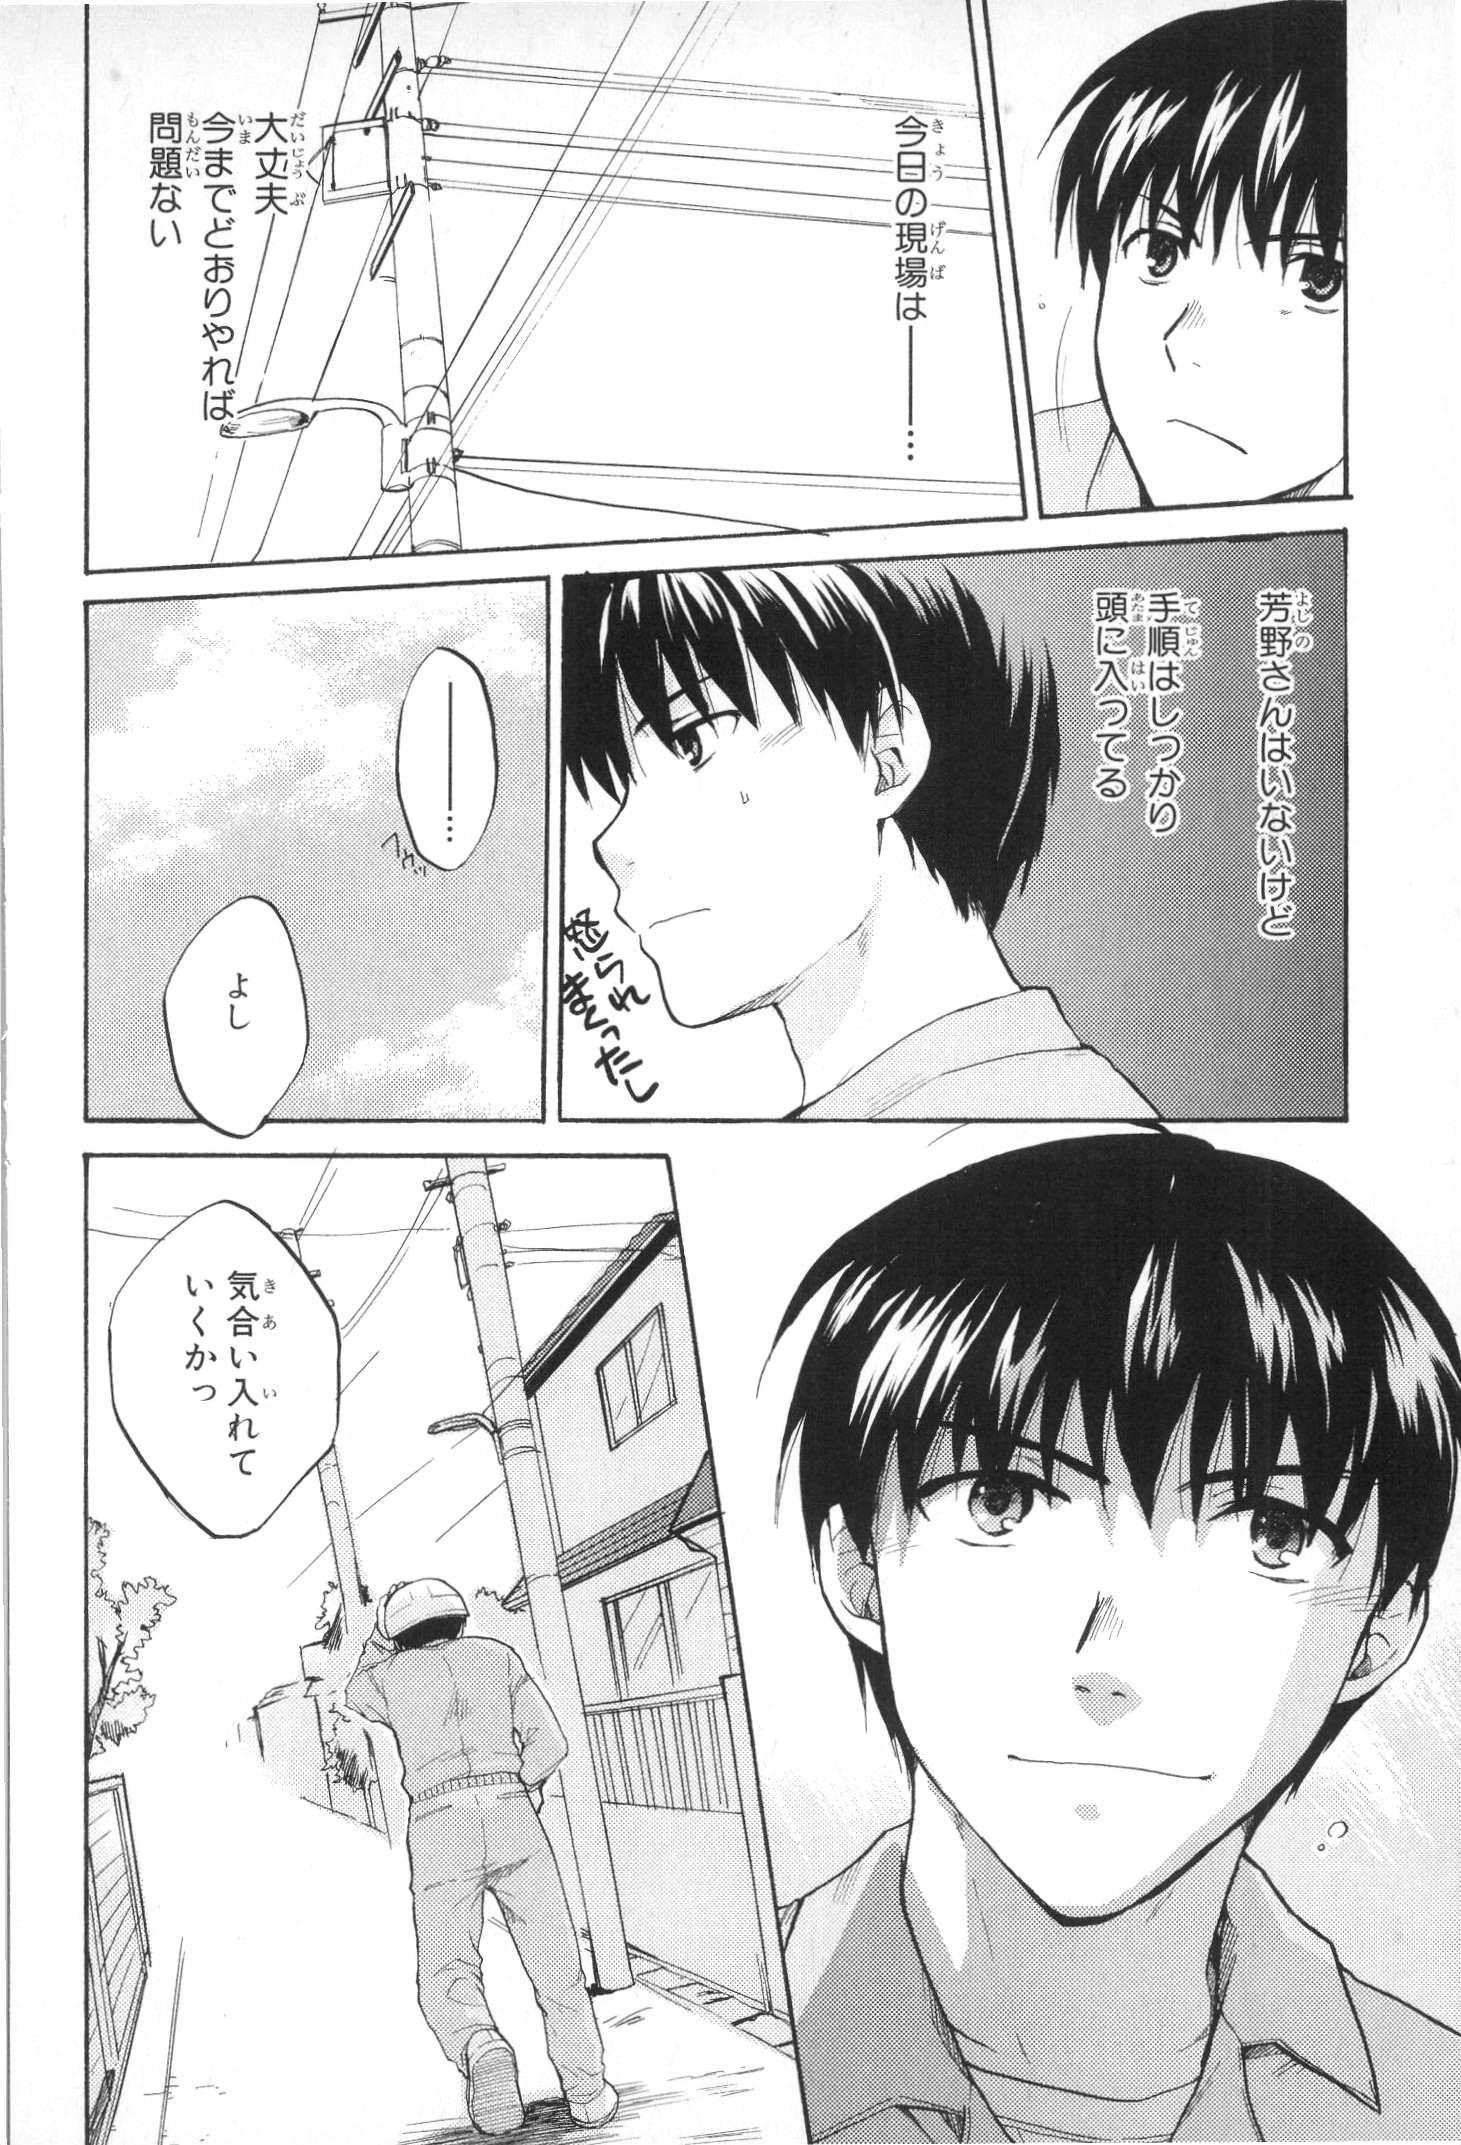 今日の現場は――…
大丈夫
今までどおりやれば
問題ない
芳野さんはいないけど
手順はしっかり
頭に入ってる
怒られ
まくったし
――…
よし
気合い入れて
いくかっ